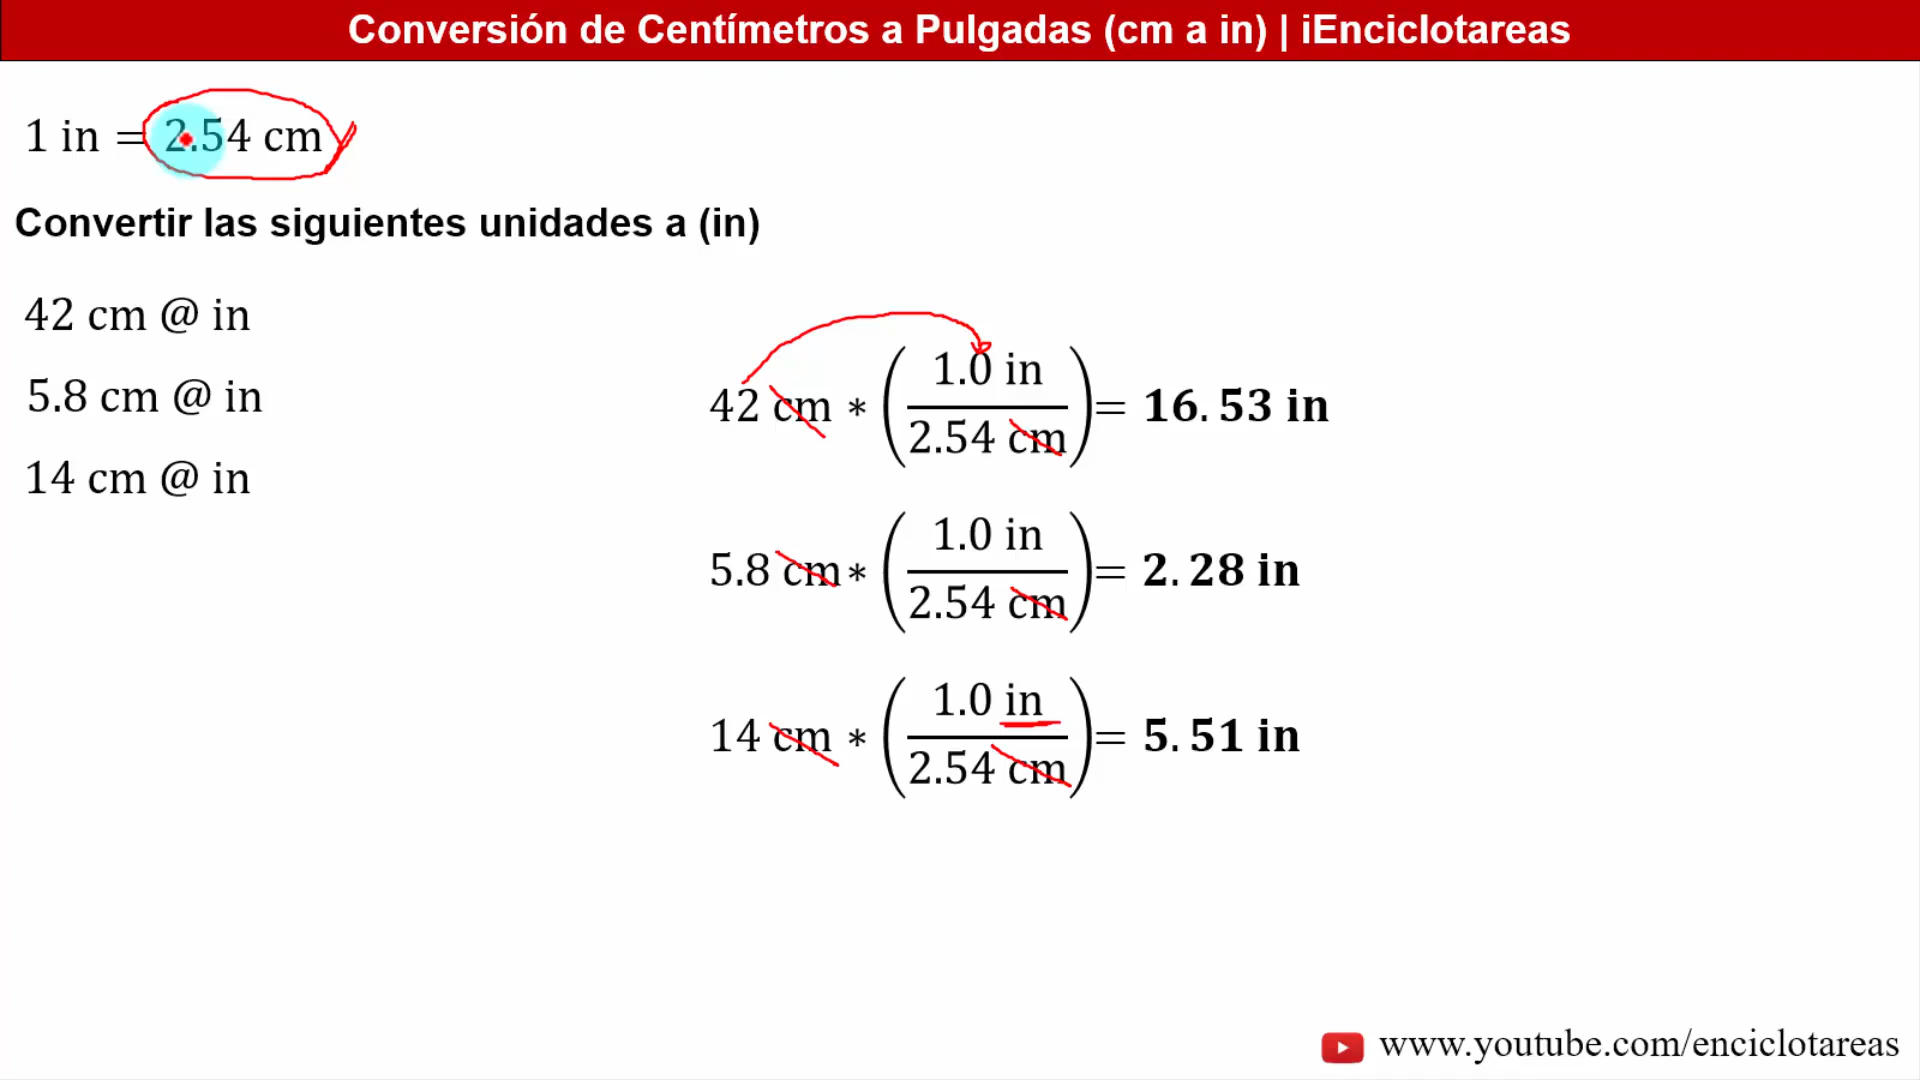 Conversión de Centímetros a Pulgadas (cm a in) | iEnciclotareas
1 in = 2.54 cm
Convertir las siguientes unidades a (in)
42 cm @ in
5.8 cm @ in
14 cm @ in
42 cm * (1.0 in / 2.54 cm) = 16.53 in
5.8 cm * (1.0 in / 2.54 cm) = 2.28 in
14 cm * (1.0 in / 2.54 cm) = 5.51 in
www.youtube.com/enciclotareas